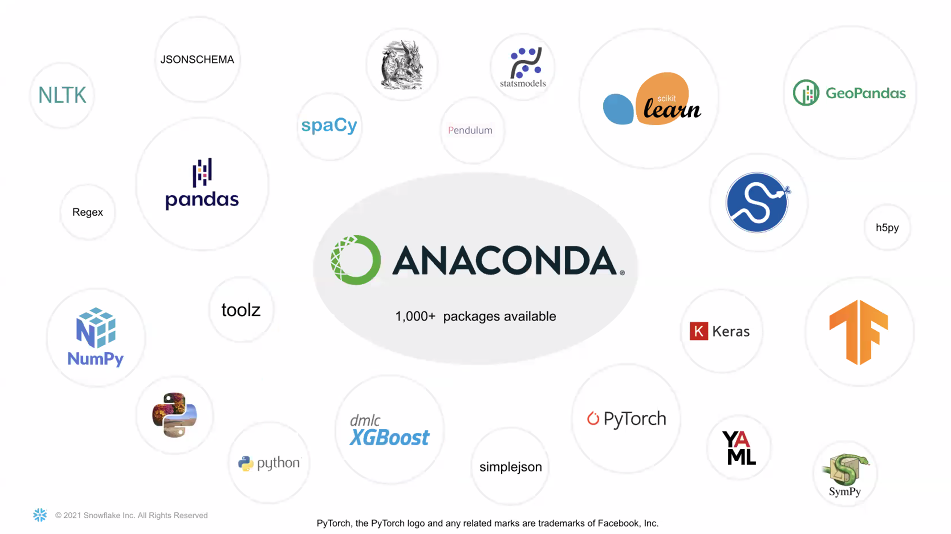 JSONSCHEMA
NLTK
spaCy
statsmodels
Pendulum
scikit
learn
GeoPandas
pandas
Regex
h5py
ANACONDA®
1,000+ packages available
toolz
NumPy
Keras
TF
dmlc
XGBoost
PyTorch
YA
ML
python
simplejson
SymPy
© 2021 Snowflake Inc. All Rights Reserved
PyTorch, the PyTorch logo and any related marks are trademarks of Facebook, Inc.